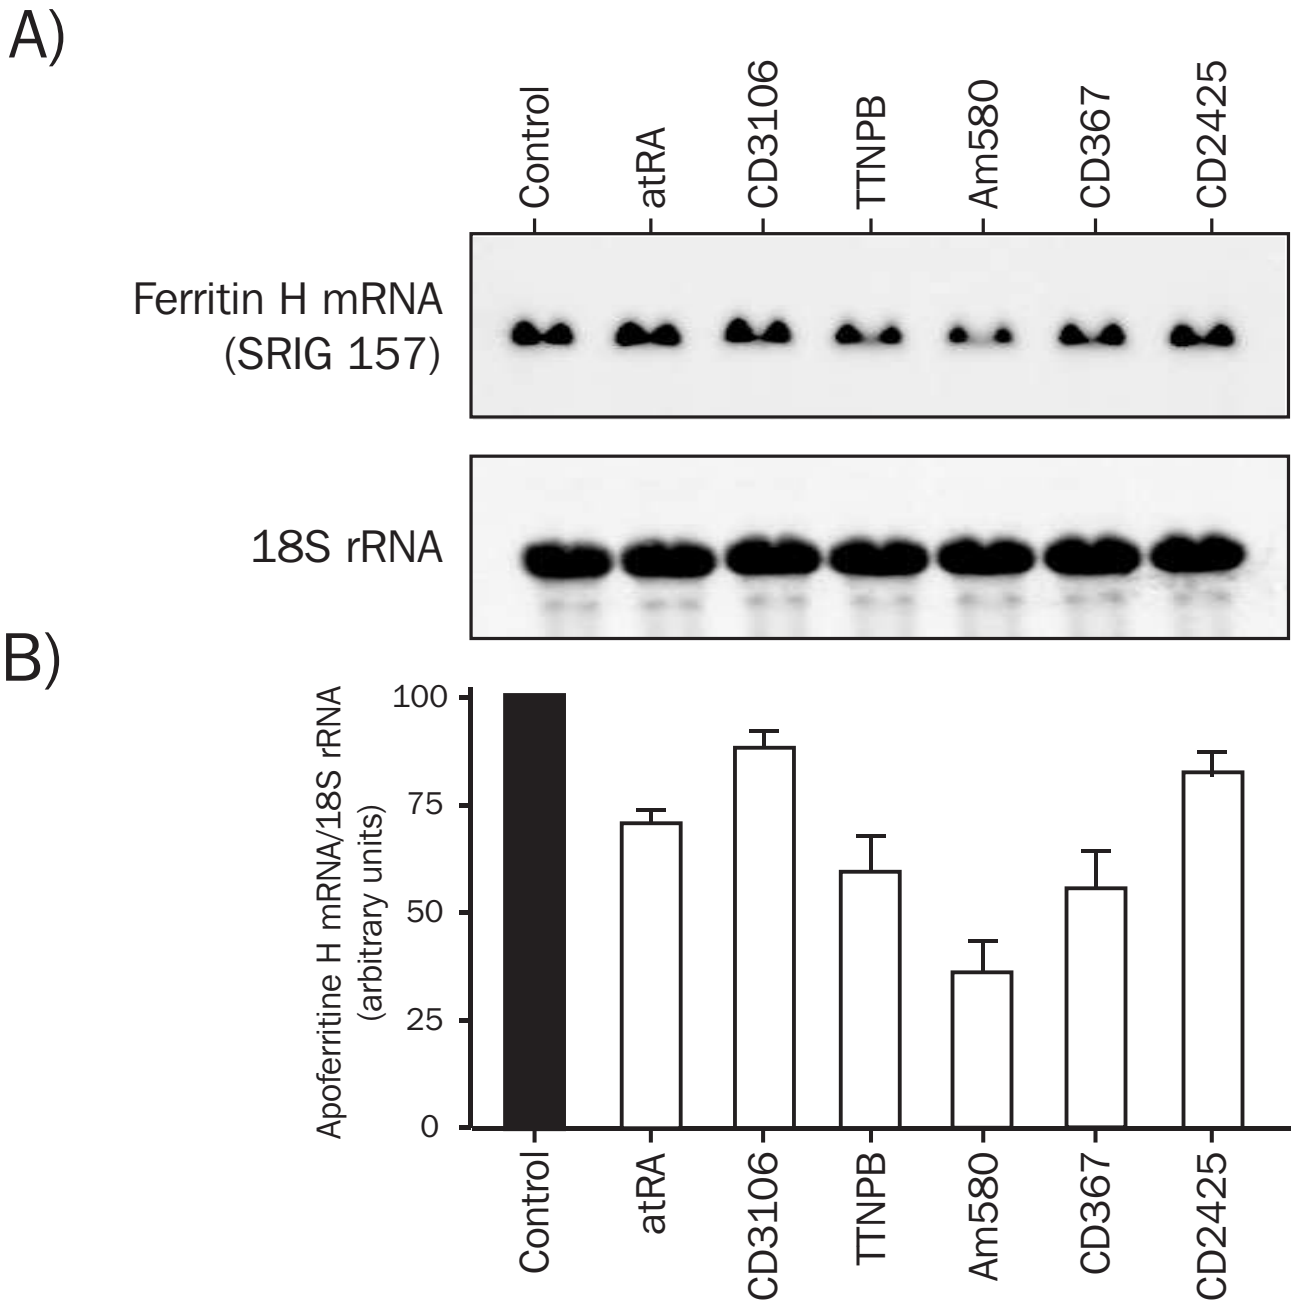 A)
Control
atRA
CD3106
TTNPB
Am580
CD367
CD2425
Ferritin H mRNA
(SRIG 157)
18S rRNA
B)
Apoferritine H mRNA/18S rRNA
(arbitrary units)
100
75
50
25
0
Control
atRA
CD3106
TTNPB
Am580
CD367
CD2425